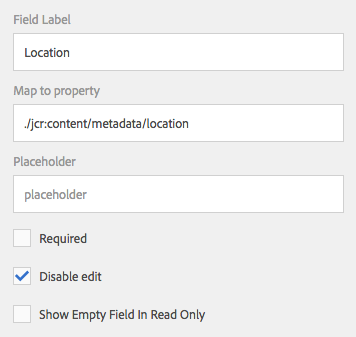 Field Label
Location
Map to property
./jcr:content/metadata/location
Placeholder
placeholder
Required
Disable edit
Show Empty Field In Read Only